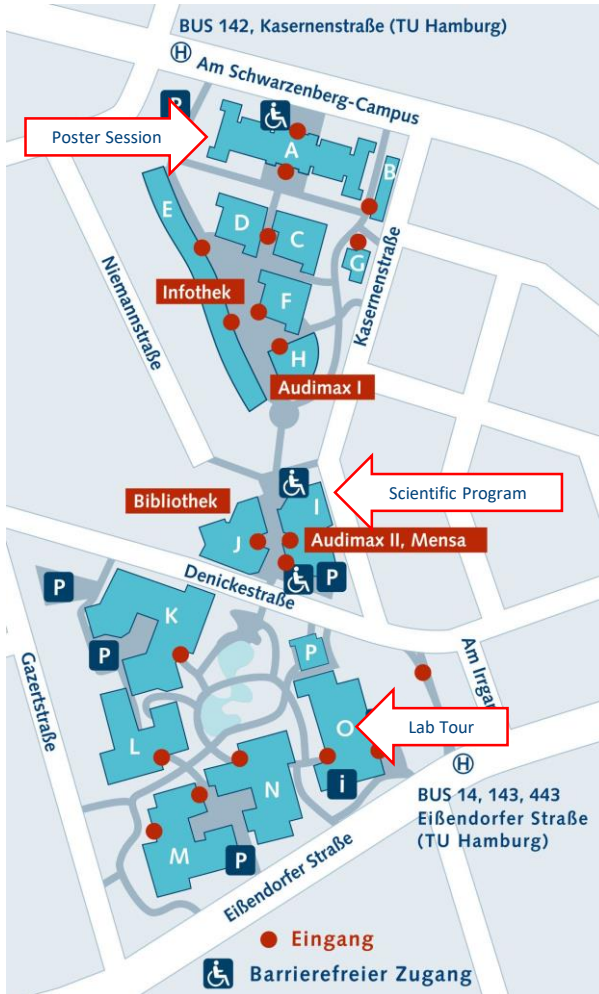 BUS 142, Kasernenstraße (TU Hamburg)
H
Am Schwarzenberg-Campus
P
Poster Session
A
B
E
D
C
G
Niemannstraße
Kasernenstraße
Infothek
F
H
Audimax I
Scientific Program
Bibliothek
I
J
Audimax II, Mensa
P
Denickestraße
P
K
P
P
Gazertstraße
Am Irrgar
L
O
Lab Tour
N
i
H
BUS 14, 143, 443
Eißendorfer Straße
(TU Hamburg)
M
P
Eißendorfer Straße
Eingang
Barrierefreier Zugang